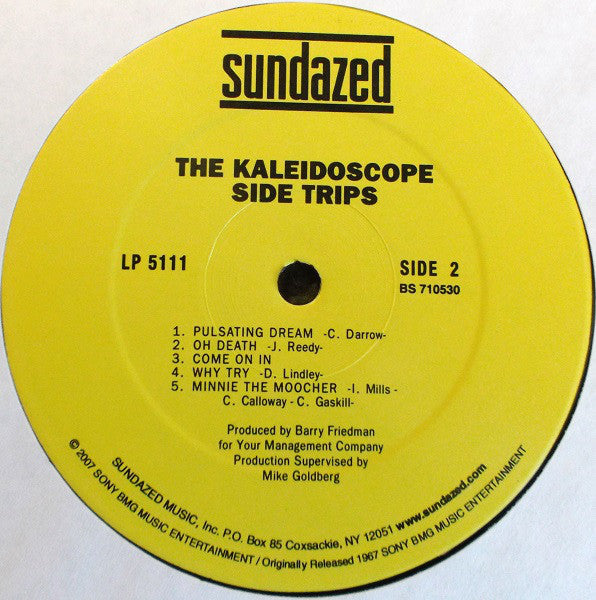 sundazed
THE KALEIDOSCOPE
SIDE TRIPS
LP 5111
SIDE 2
BS 710530
1. PULSATING DREAM -C. Darrow-
2. OH DEATH -J. Reedy-
3. COME ON IN
4. WHY TRY -D. Lindley-
5. MINNIE THE MOOCHER -I. Mills -
C. Calloway - C. Gaskill-
Produced by Barry Friedman
for Your Management Company
Production Supervised by
Mike Goldberg
SUNDAZED MUSIC, Inc. P.O. Box 85 Coxsackie, NY 12051 www.sundazed.com
© 2007 SONY BMG MUSIC ENTERTAINMENT / Originally Released 1967 SONY BMG MUSIC ENTERTAINMENT